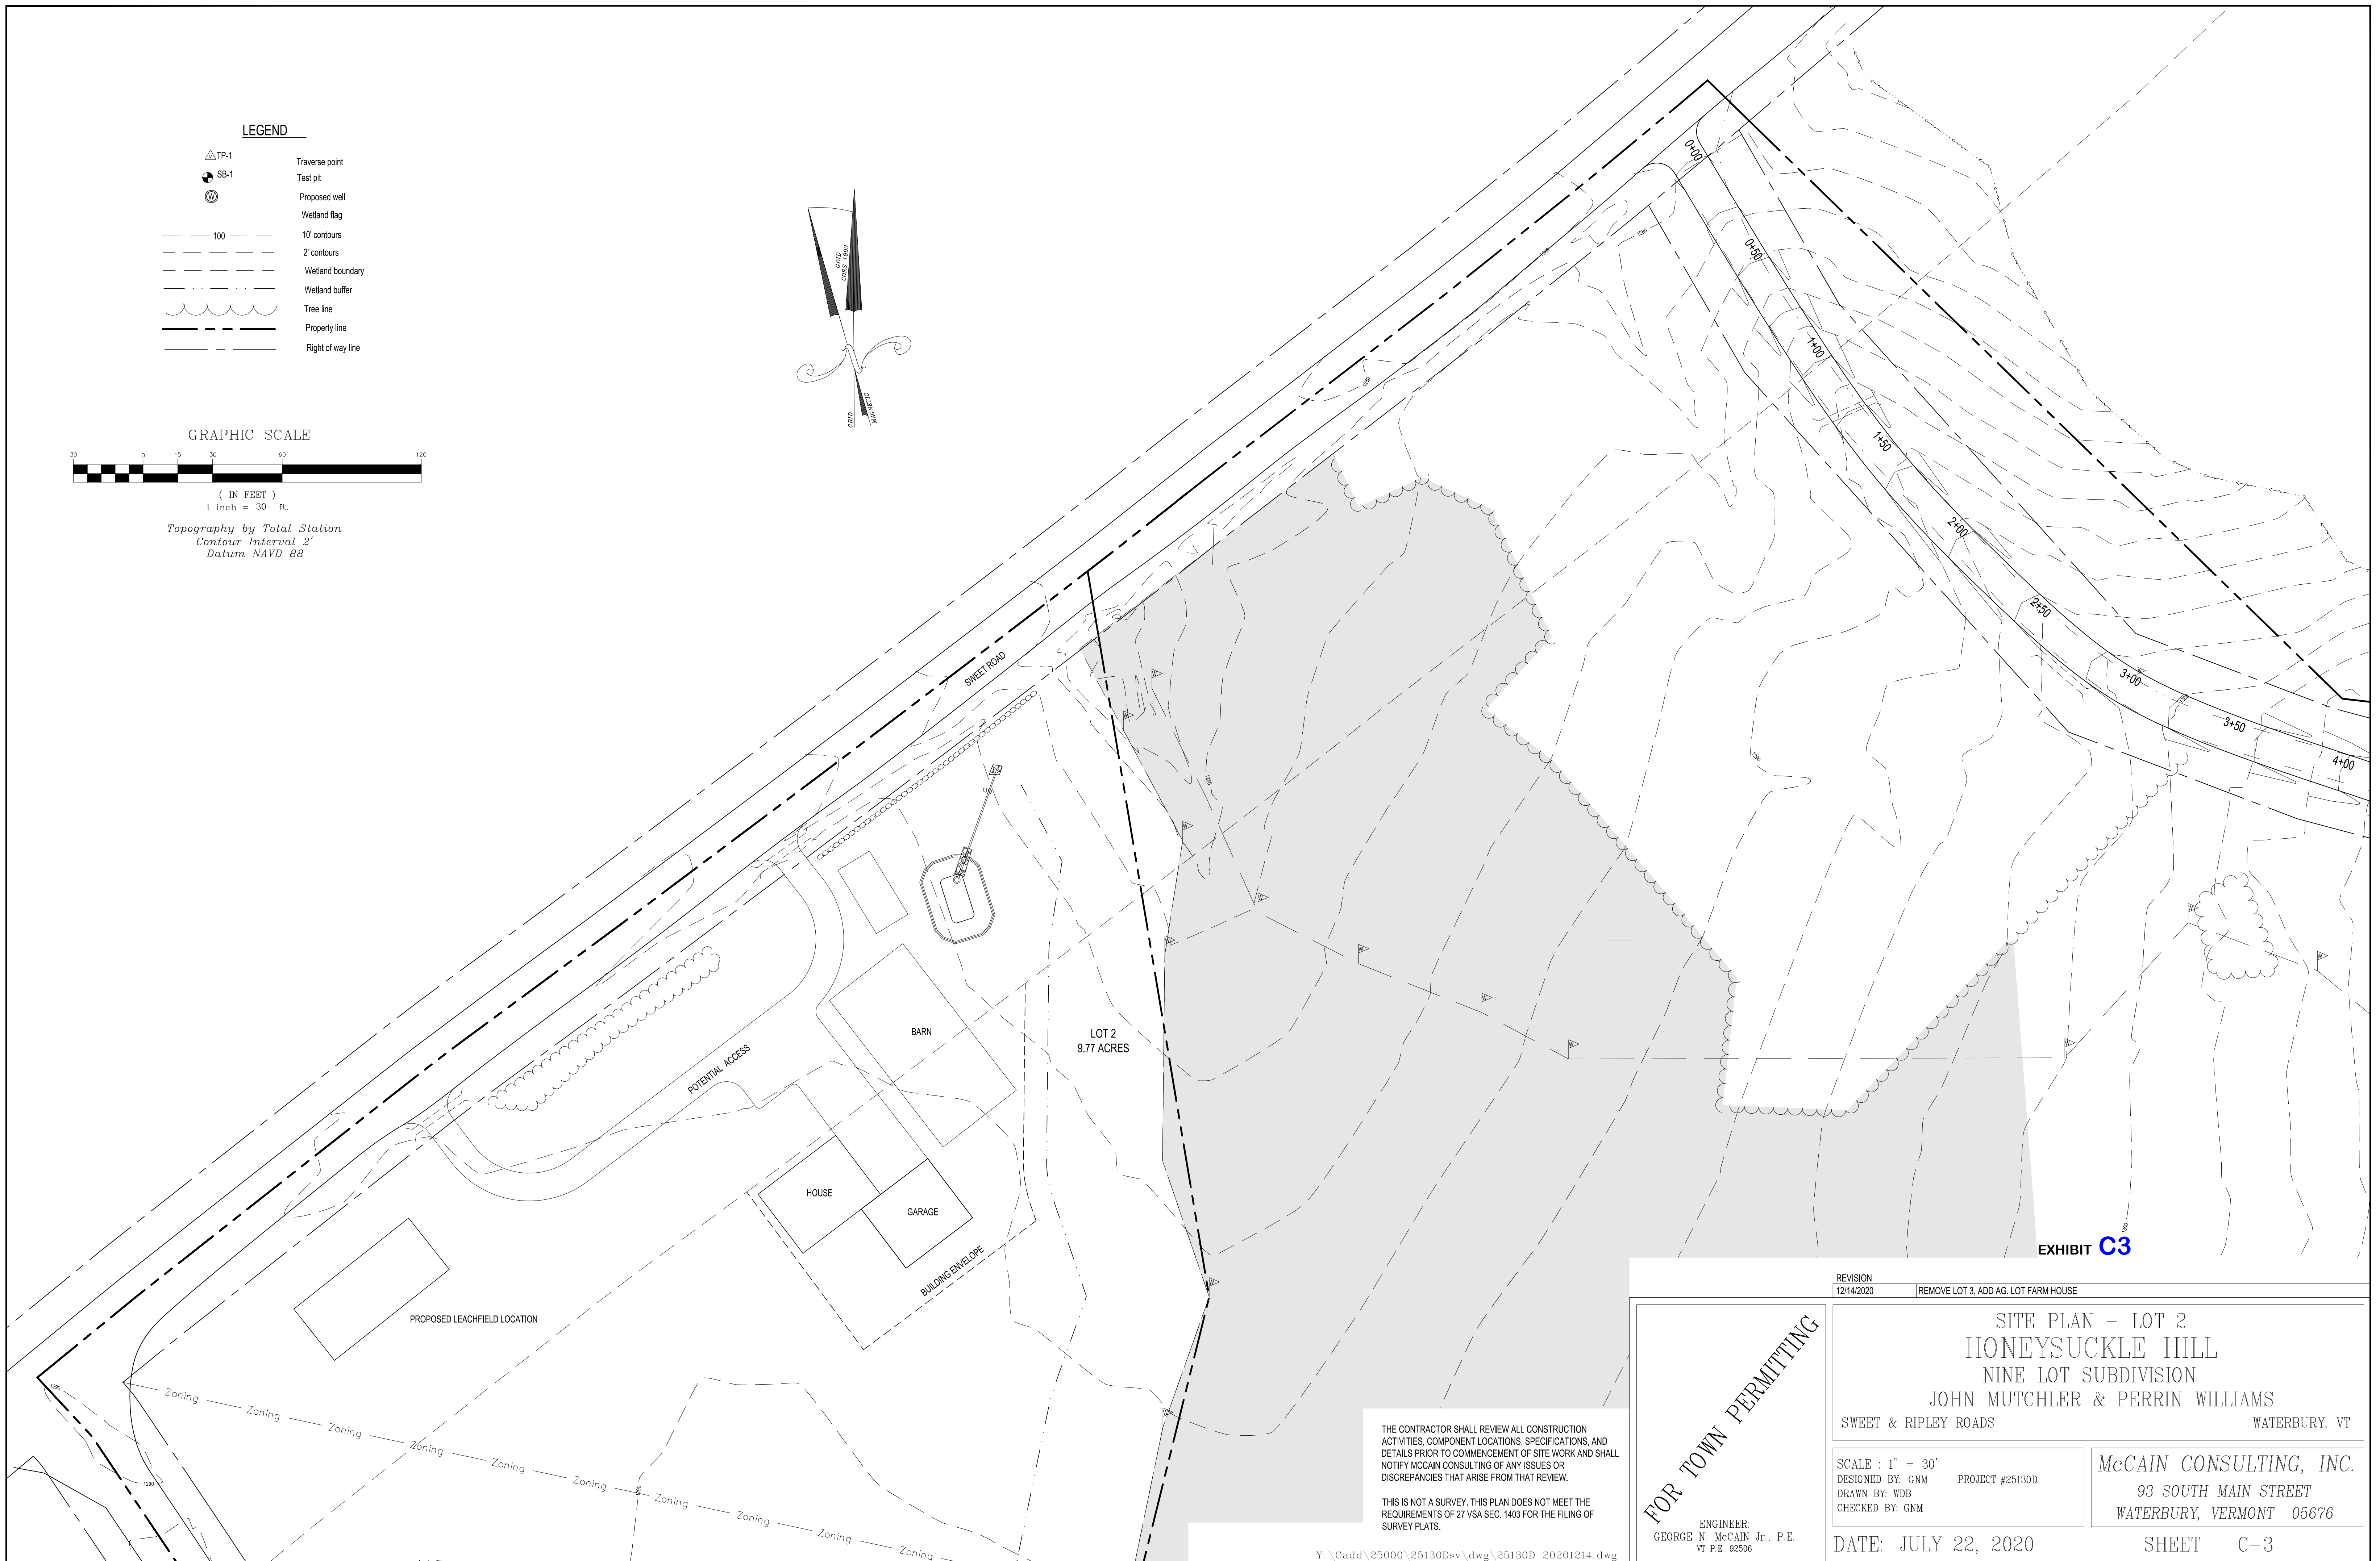 LEGEND
TP-1 Traverse point
SB-1 Test pit
W Proposed well
Wetland flag
100 10' contours
2' contours
Wetland boundary
Wetland buffer
Tree line
Property line
Right of way line
GRAPHIC SCALE
30 0 15 30 60 120
( IN FEET )
1 inch = 30 ft.
Topography by Total Station
Contour Interval 2'
Datum NAVD 88
GRID
CORS 1993
GRID
MAGNETIC
0+00
0+50
1+00
1+50
2+00
2+50
3+00
3+50
4+00
1280
1280
1280
1280
1290
1300
SWEET ROAD
LOT 2
9.77 ACRES
BARN
POTENTIAL ACCESS
HOUSE
GARAGE
BUILDING ENVELOPE
PROPOSED LEACHFIELD LOCATION
1290
1290
Zoning Zoning Zoning Zoning Zoning Zoning Zoning Zoning Zoning Zoning
THE CONTRACTOR SHALL REVIEW ALL CONSTRUCTION
ACTIVITIES, COMPONENT LOCATIONS, SPECIFICATIONS, AND
DETAILS PRIOR TO COMMENCEMENT OF SITE WORK AND SHALL
NOTIFY MCCAIN CONSULTING OF ANY ISSUES OR
DISCREPANCIES THAT ARISE FROM THAT REVIEW.
THIS IS NOT A SURVEY. THIS PLAN DOES NOT MEET THE
REQUIREMENTS OF 27 VSA SEC. 1403 FOR THE FILING OF
SURVEY PLATS.
Y:\Cadd\25000\25130Dsv\dwg\25130D 20201214.dwg
EXHIBIT C3
REVISION
12/14/2020 REMOVE LOT 3, ADD AG. LOT FARM HOUSE
FOR TOWN PERMITTING
ENGINEER:
GEORGE N. McCAIN Jr., P.E.
VT P.E. 92506
SITE PLAN - LOT 2
HONEYSUCKLE HILL
NINE LOT SUBDIVISION
JOHN MUTCHLER & PERRIN WILLIAMS
SWEET & RIPLEY ROADS WATERBURY, VT
SCALE : 1" = 30'
DESIGNED BY: GNM PROJECT #25130D
DRAWN BY: WDB
CHECKED BY: GNM
McCAIN CONSULTING, INC.
93 SOUTH MAIN STREET
WATERBURY, VERMONT 05676
DATE: JULY 22, 2020 SHEET C-3